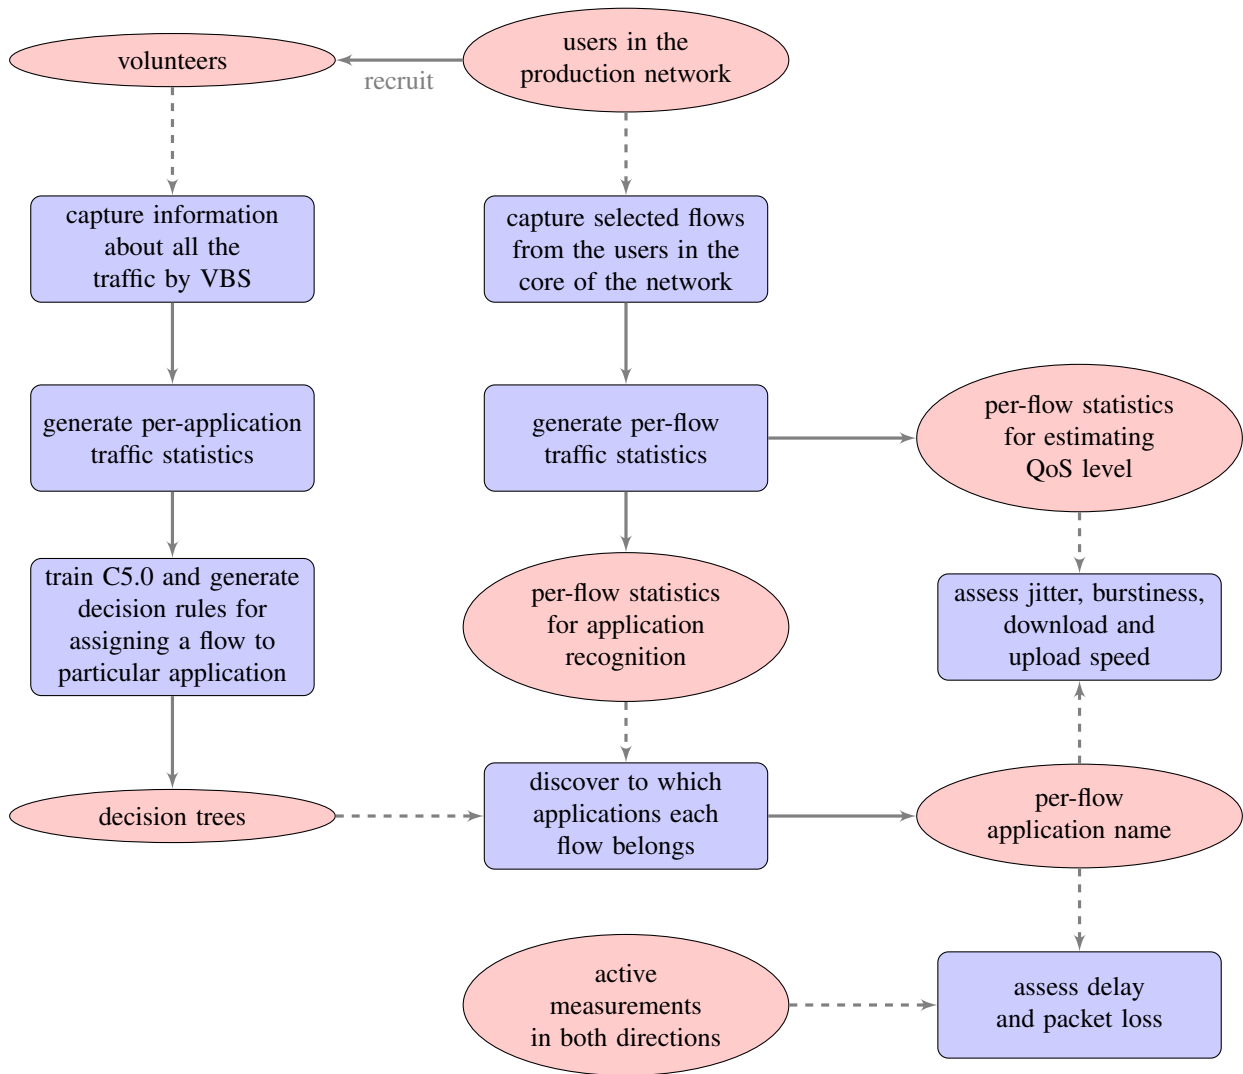 volunteers
users in the
production network
recruit
capture information
about all the
traffic by VBS
capture selected flows
from the users in the
core of the network
generate per-application
traffic statistics
generate per-flow
traffic statistics
per-flow statistics
for estimating
QoS level
train C5.0 and generate
decision rules for
assigning a flow to
particular application
per-flow statistics
for application
recognition
assess jitter, burstiness,
download and
upload speed
decision trees
discover to which
applications each
flow belongs
per-flow
application name
active
measurements
in both directions
assess delay
and packet loss